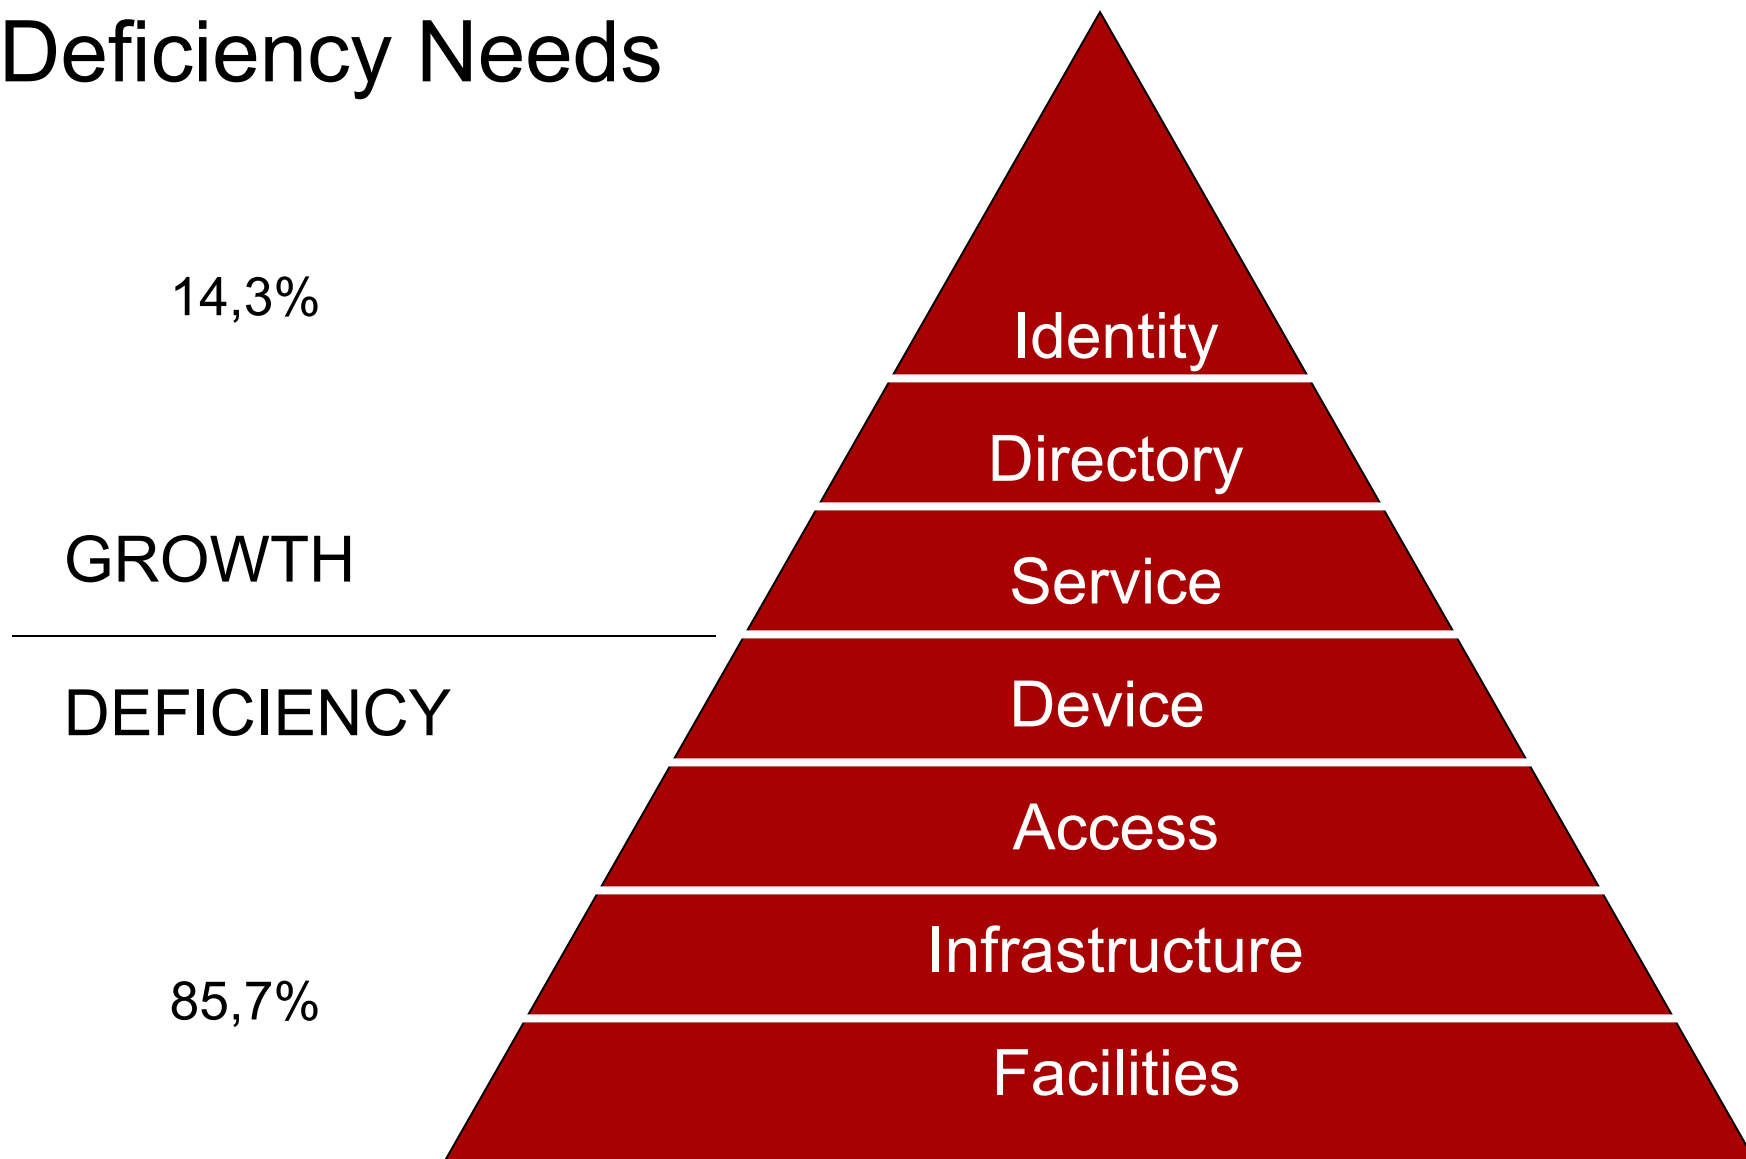 Deficiency Needs
14,3%
GROWTH
DEFICIENCY
85,7%
Identity
Directory
Service
Device
Access
Infrastructure
Facilities